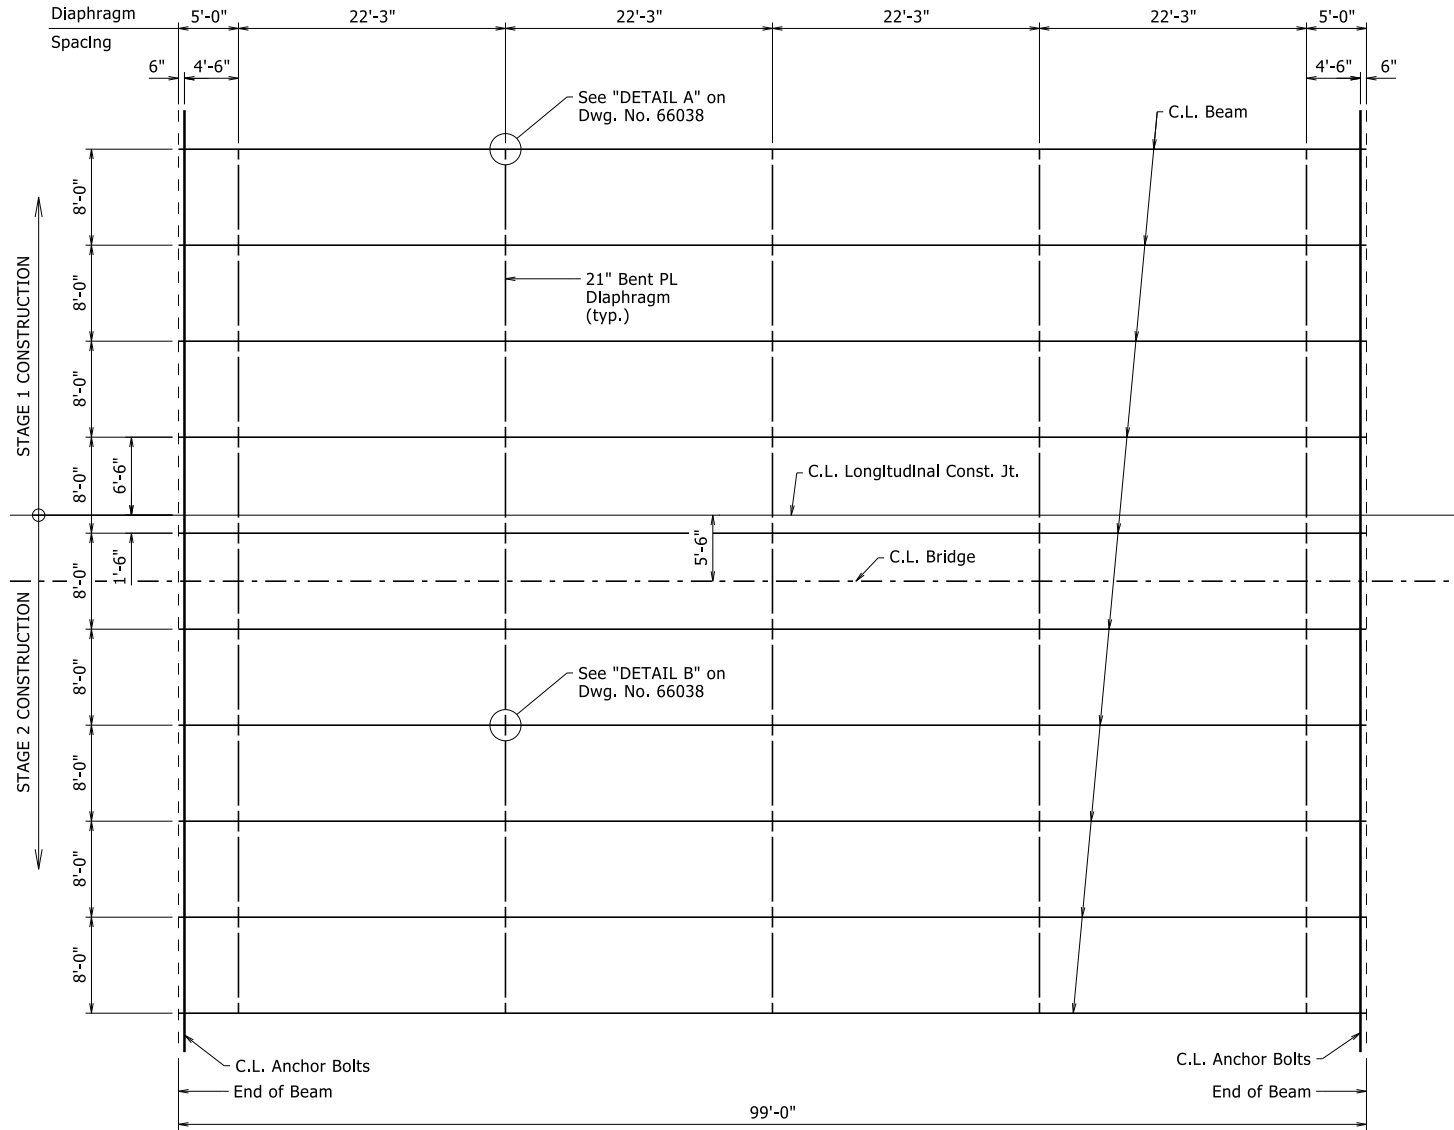 Diaphragm
Spacing
5'-0"
22'-3"
22'-3"
22'-3"
22'-3"
5'-0"
6"
4'-6"
4'-6"
6"
See "DETAIL A" on
Dwg. No. 66038
C.L. Beam
8'-0"
8'-0"
8'-0"
8'-0"
8'-0"
8'-0"
8'-0"
8'-0"
8'-0"
STAGE 1 CONSTRUCTION
21" Bent PL
Diaphragm
(typ.)
6'-6"
C.L. Longitudinal Const. Jt.
1'-6"
5'-6"
C.L. Bridge
STAGE 2 CONSTRUCTION
See "DETAIL B" on
Dwg. No. 66038
C.L. Anchor Bolts
End of Beam
C.L. Anchor Bolts
End of Beam
99'-0"